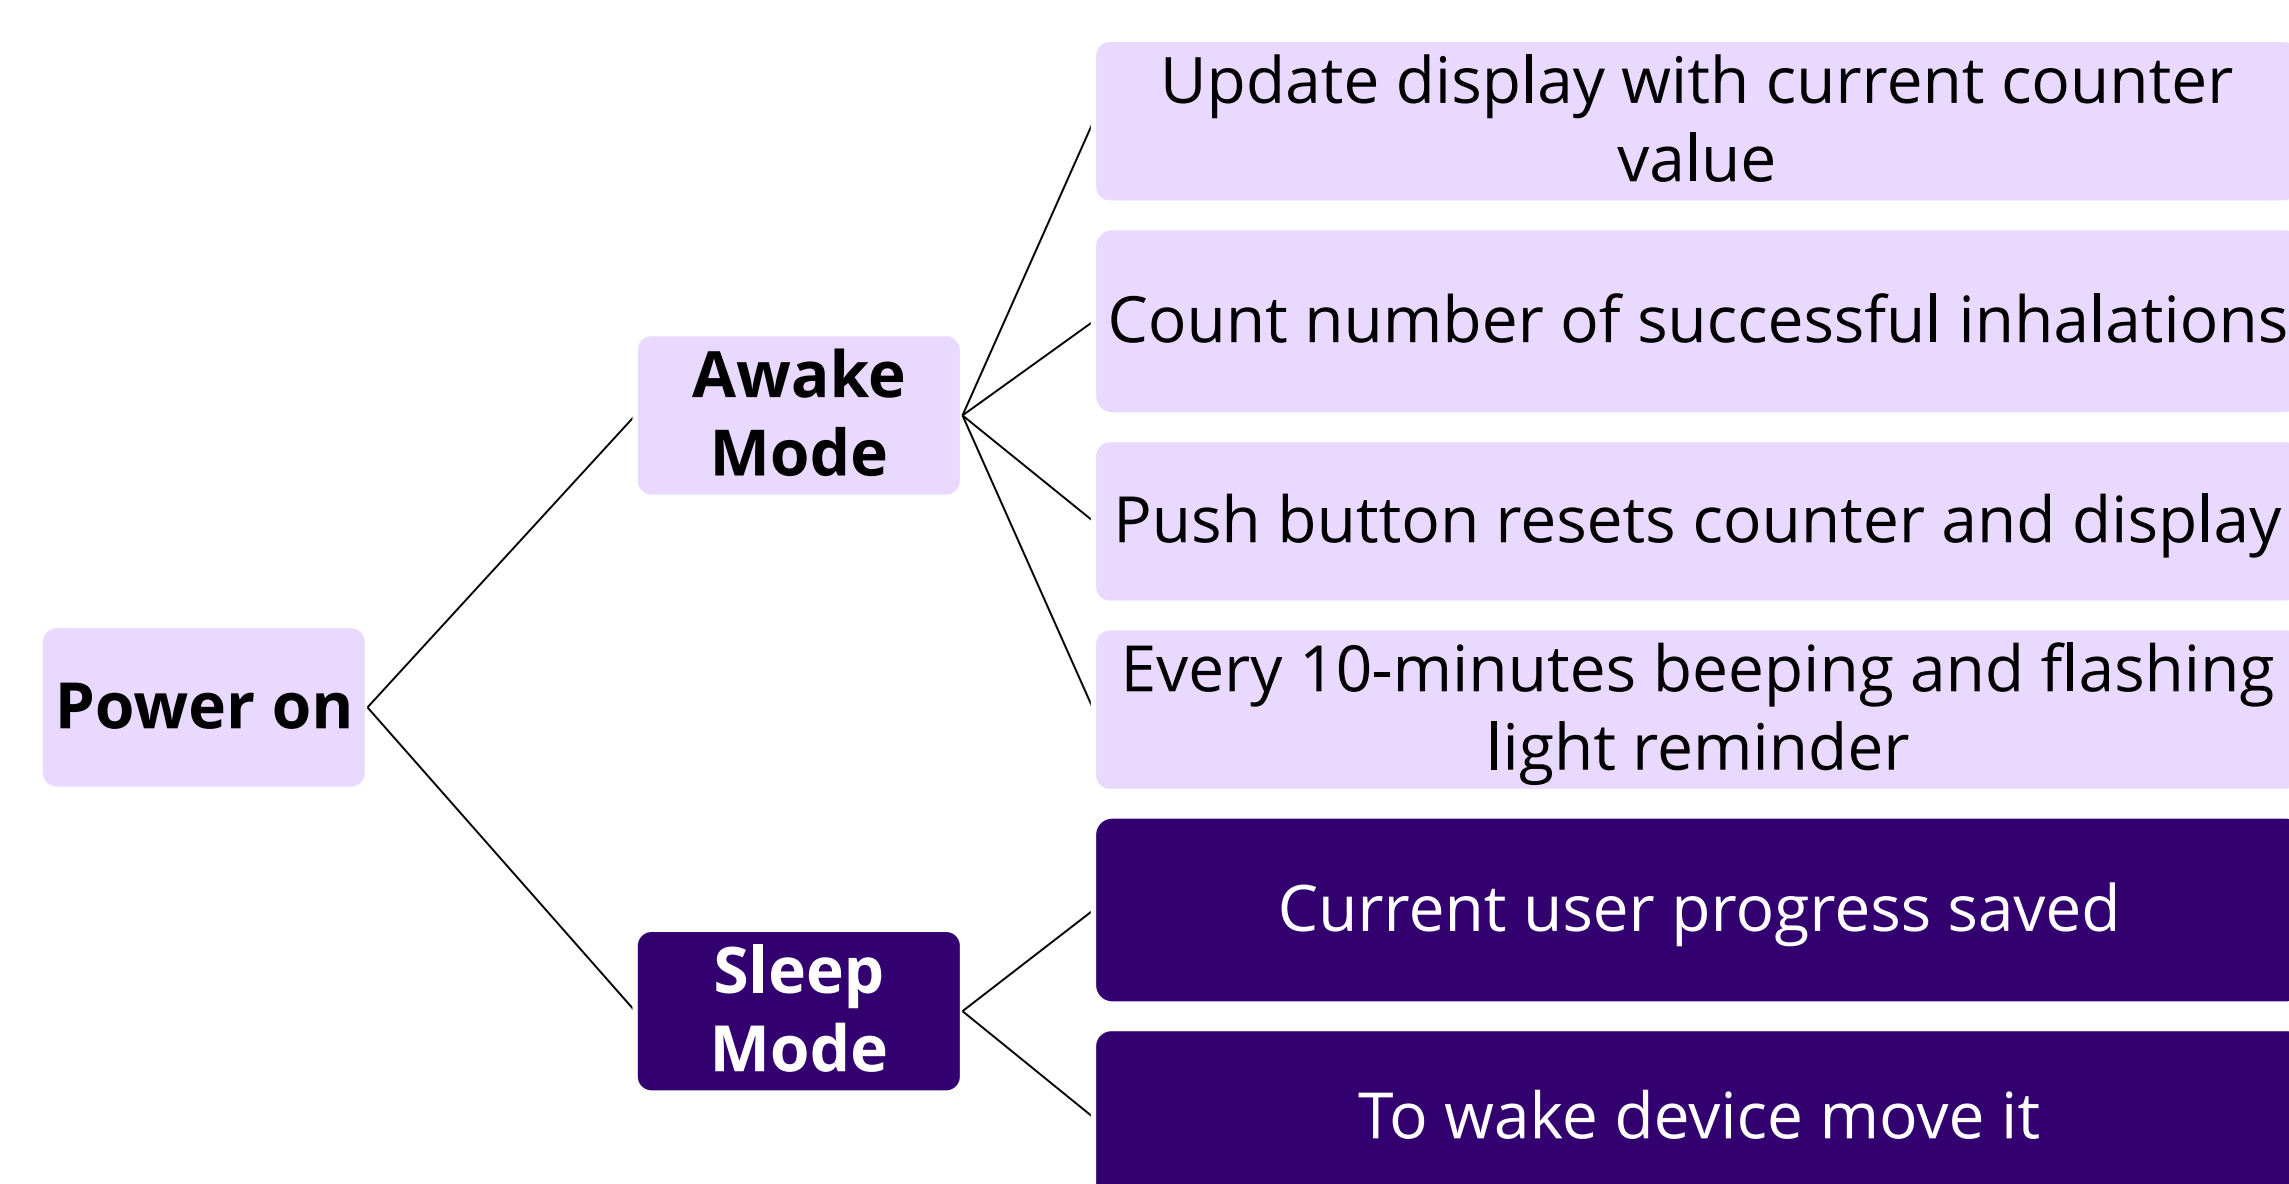 Update display with current counter
value
Count number of successful inhalations
Awake
Mode
Push button resets counter and display
Every 10-minutes beeping and flashing
light reminder
Power on
Current user progress saved
Sleep
Mode
To wake device move it